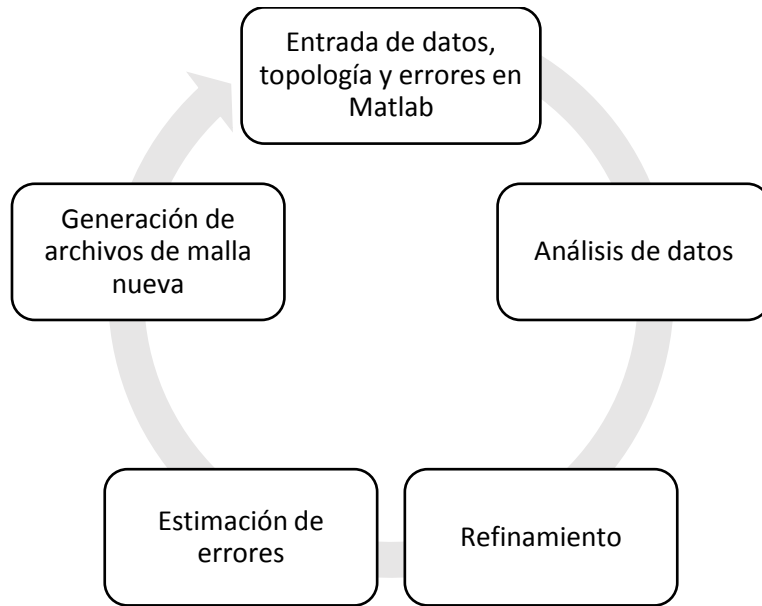 Entrada de datos,
topología y errores en
Matlab
Análisis de datos
Refinamiento
Estimación de
errores
Generación de
archivos de malla
nueva